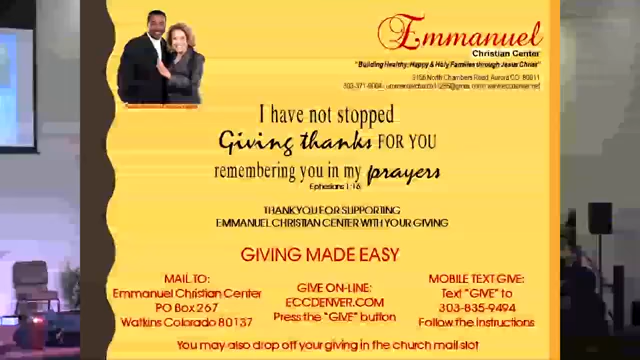 Emmanuel
Christian Center
"Building Healthy, Happy & Holy Families through Jesus Christ"
I have not stopped
Giving thanks FOR YOU
remembering you in my prayers
Ephesians 1:16
THANK YOU FOR SUPPORTING
EMMANUEL CHRISTIAN CENTER WITH YOUR GIVING
GIVING MADE EASY
MAIL TO:
Emmanuel Christian Center
PO Box 267
Watkins Colorado 80137
GIVE ON-LINE:
ECCDENVER.COM
Press the "GIVE" button
MOBILE TEXT GIVE:
Text "GIVE" to
303-835-9494
Follow the Instructions
You may also drop off your giving in the church mail slot